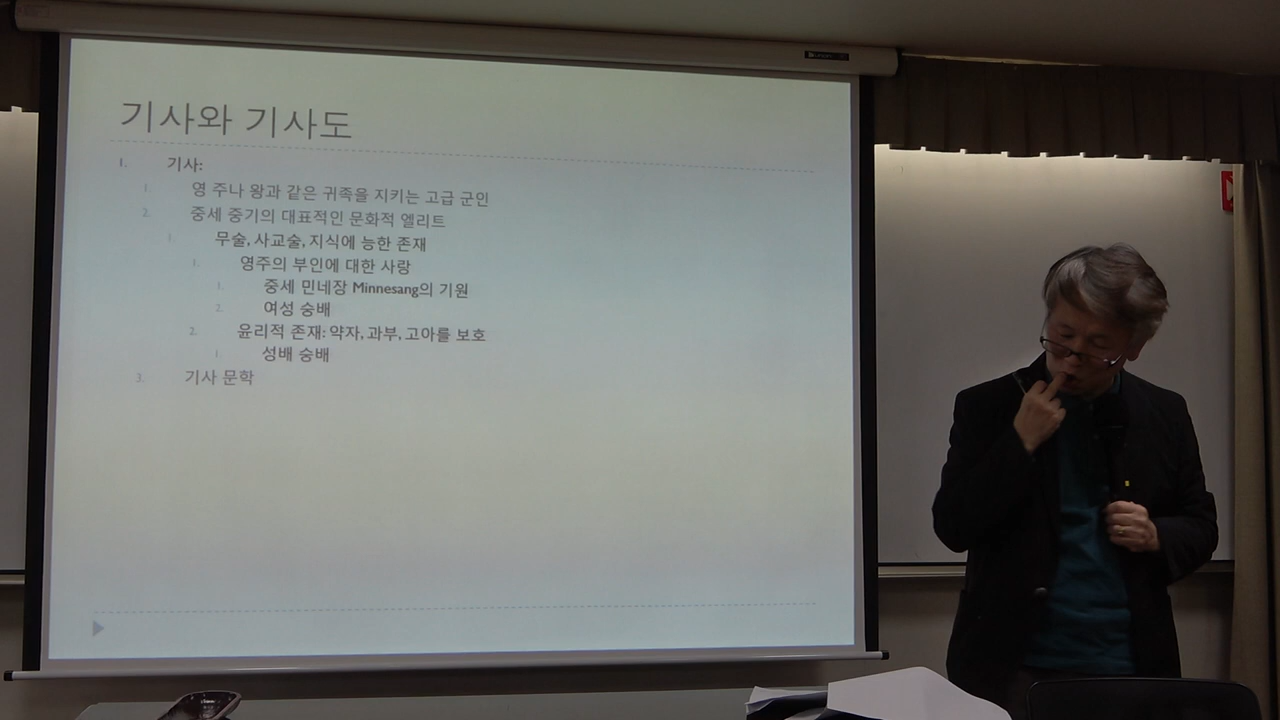 기사와 기사도
1. 기사:
1. 영 주나 왕과 같은 귀족을 지키는 고급 군인
2. 중세 중기의 대표적인 문화적 엘리트
1. 무술, 사교술, 지식에 능한 존재
1. 영주의 부인에 대한 사랑
1. 중세 민네장 Minnesang의 기원
2. 여성 숭배
2. 윤리적 존재: 약자, 과부, 고아를 보호
1. 성배 숭배
3. 기사 문학